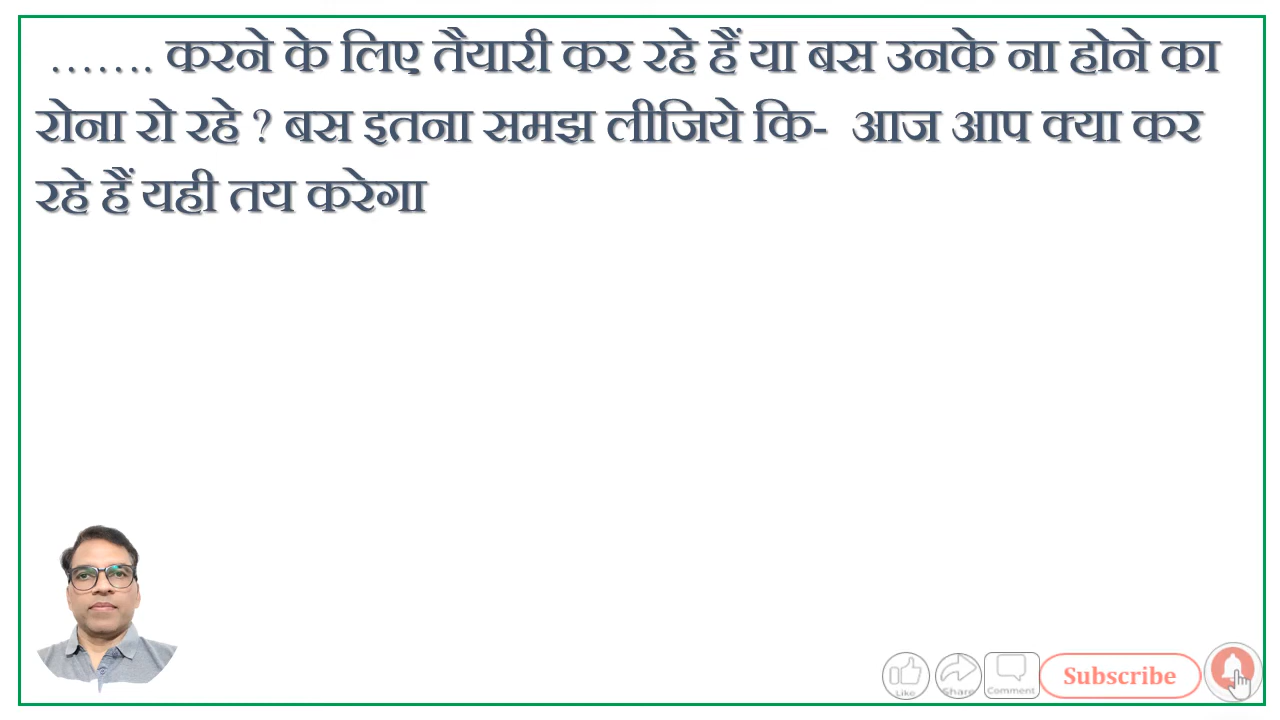 ……. करने के लिए तैयारी कर रहे हैं या बस उनके ना होने का
रोना रो रहे ? बस इतना समझ लीजिये कि- आज आप क्या कर
रहे हैं यही तय करेगा
Like
Share
Comment
Subscribe